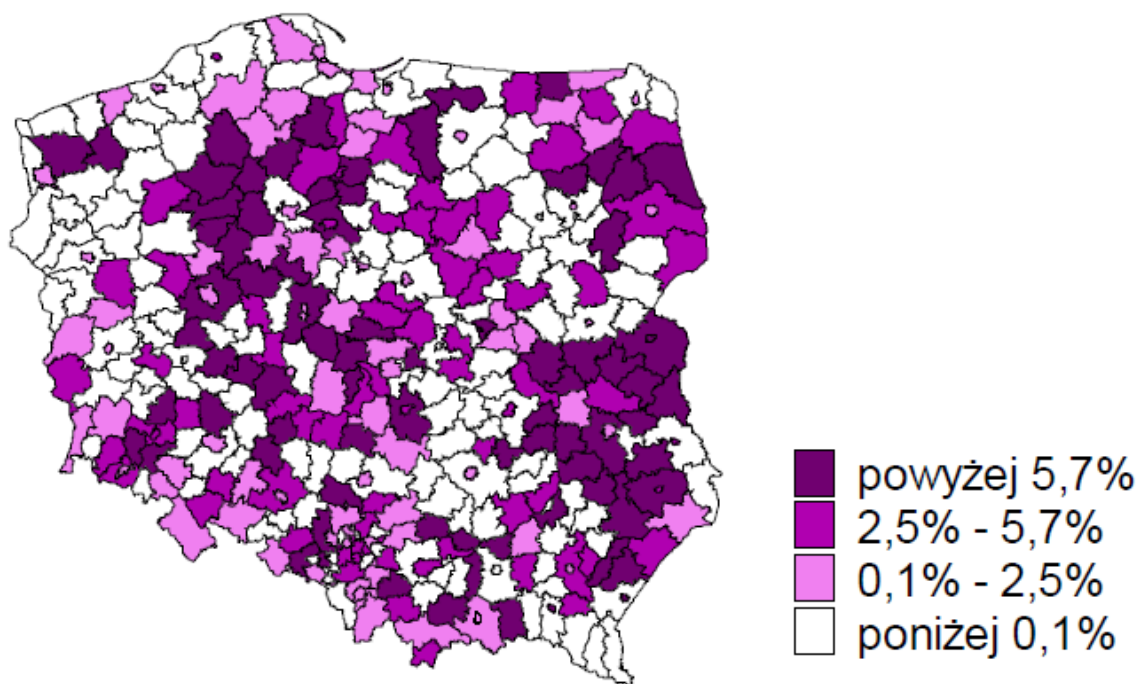 powyżej 5,7%
2,5% - 5,7%
0,1% - 2,5%
poniżej 0,1%